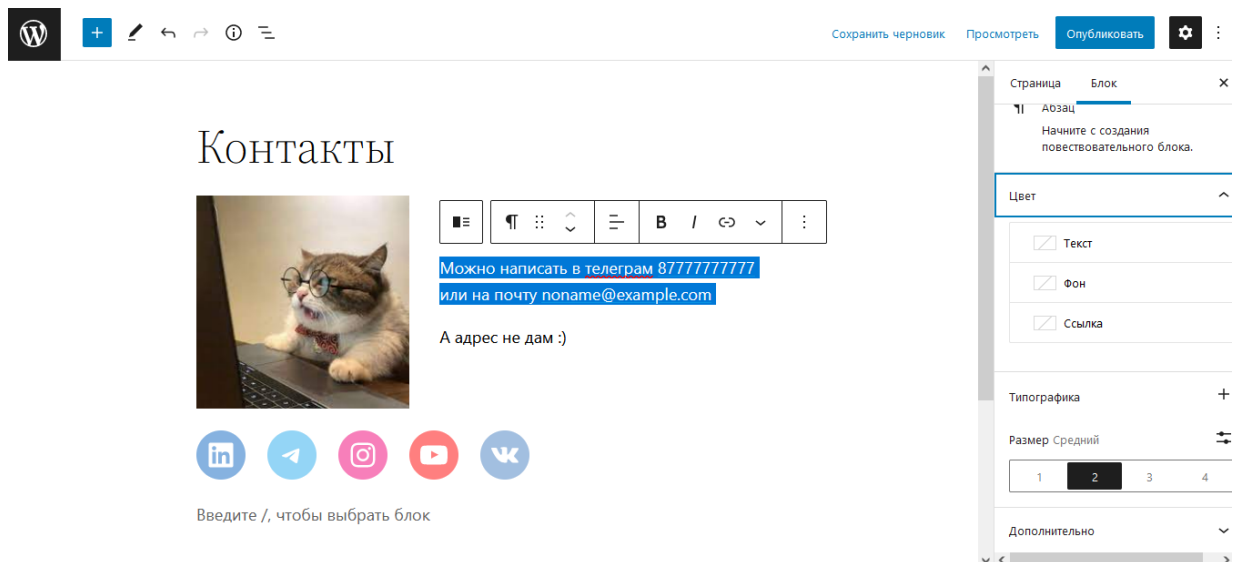 Сохранить черновик Просмотреть Опубликовать
Страница Блок
Абзац
Начните с создания
повествовательного блока.
Контакты
Цвет
Текст
Фон
Ссылка
Можно написать в телеграм 87777777777
или на почту noname@example.com
А адрес не дам :)
B I
Типографика
Размер Средний
1 2 3 4
Дополнительно
in
Введите /, чтобы выбрать блок